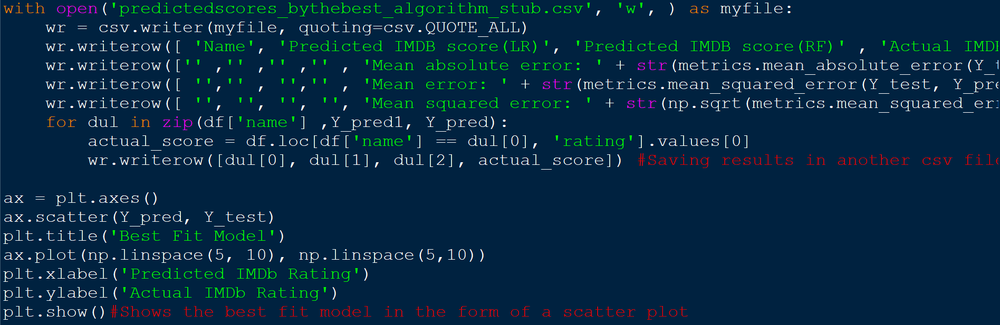 with open('predictedscores_bythebest_algorithm_stub.csv', 'w', ) as myfile:
    wr = csv.writer(myfile, quoting=csv.QUOTE_ALL)
    wr.writerow([ 'Name', 'Predicted IMDB score(LR)', 'Predicted IMDB score(RF)' , 'Actual
    wr.writerow(['' ,'' ,'' ,'' , 'Mean absolute error: ' + str(metrics.mean_absolute_error(
    wr.writerow([ '','' , '','' , 'Mean error: ' + str(metrics.mean_squared_error(Y_test,
    wr.writerow([ '', '', '', '', 'Mean squared error: ' + str(np.sqrt(
    for dul in zip(df['name'] ,Y_pred1, Y_pred):
        actual_score = df.loc[df['name'] == dul[0], 'rating'].values[0]
        wr.writerow([dul[0], dul[1], dul[2], actual_score]) #Saving results in another csv
ax = plt.axes()
ax.scatter(Y_pred, Y_test)
plt.title('Best Fit Model')
ax.plot(np.linspace(5, 10), np.linspace(5,10))
plt.xlabel('Predicted IMDb Rating')
plt.ylabel('Actual IMDb Rating')
plt.show()#Shows the best fit model in the form of a scatter plot